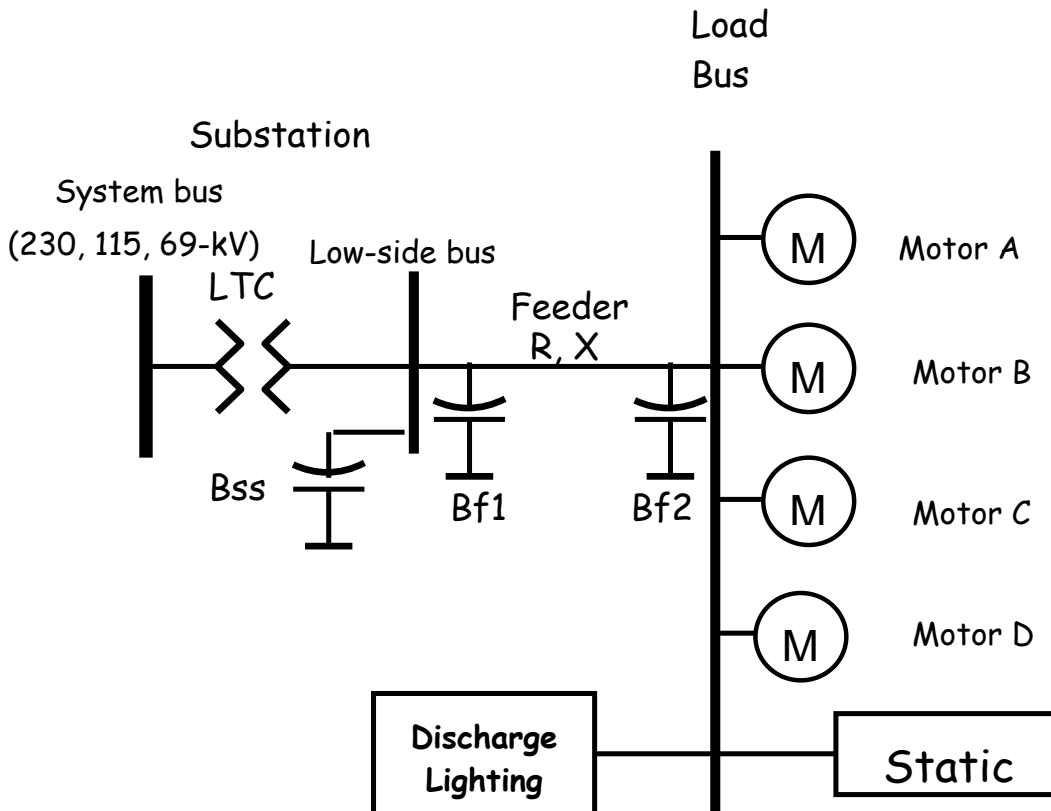 Load
Bus
Substation
System bus
(230, 115, 69-kV)
LTC
Low-side bus
Feeder
R, X
Bss
Bf1
Bf2
M
Motor A
M
Motor B
M
Motor C
M
Motor D
Discharge
Lighting
Static